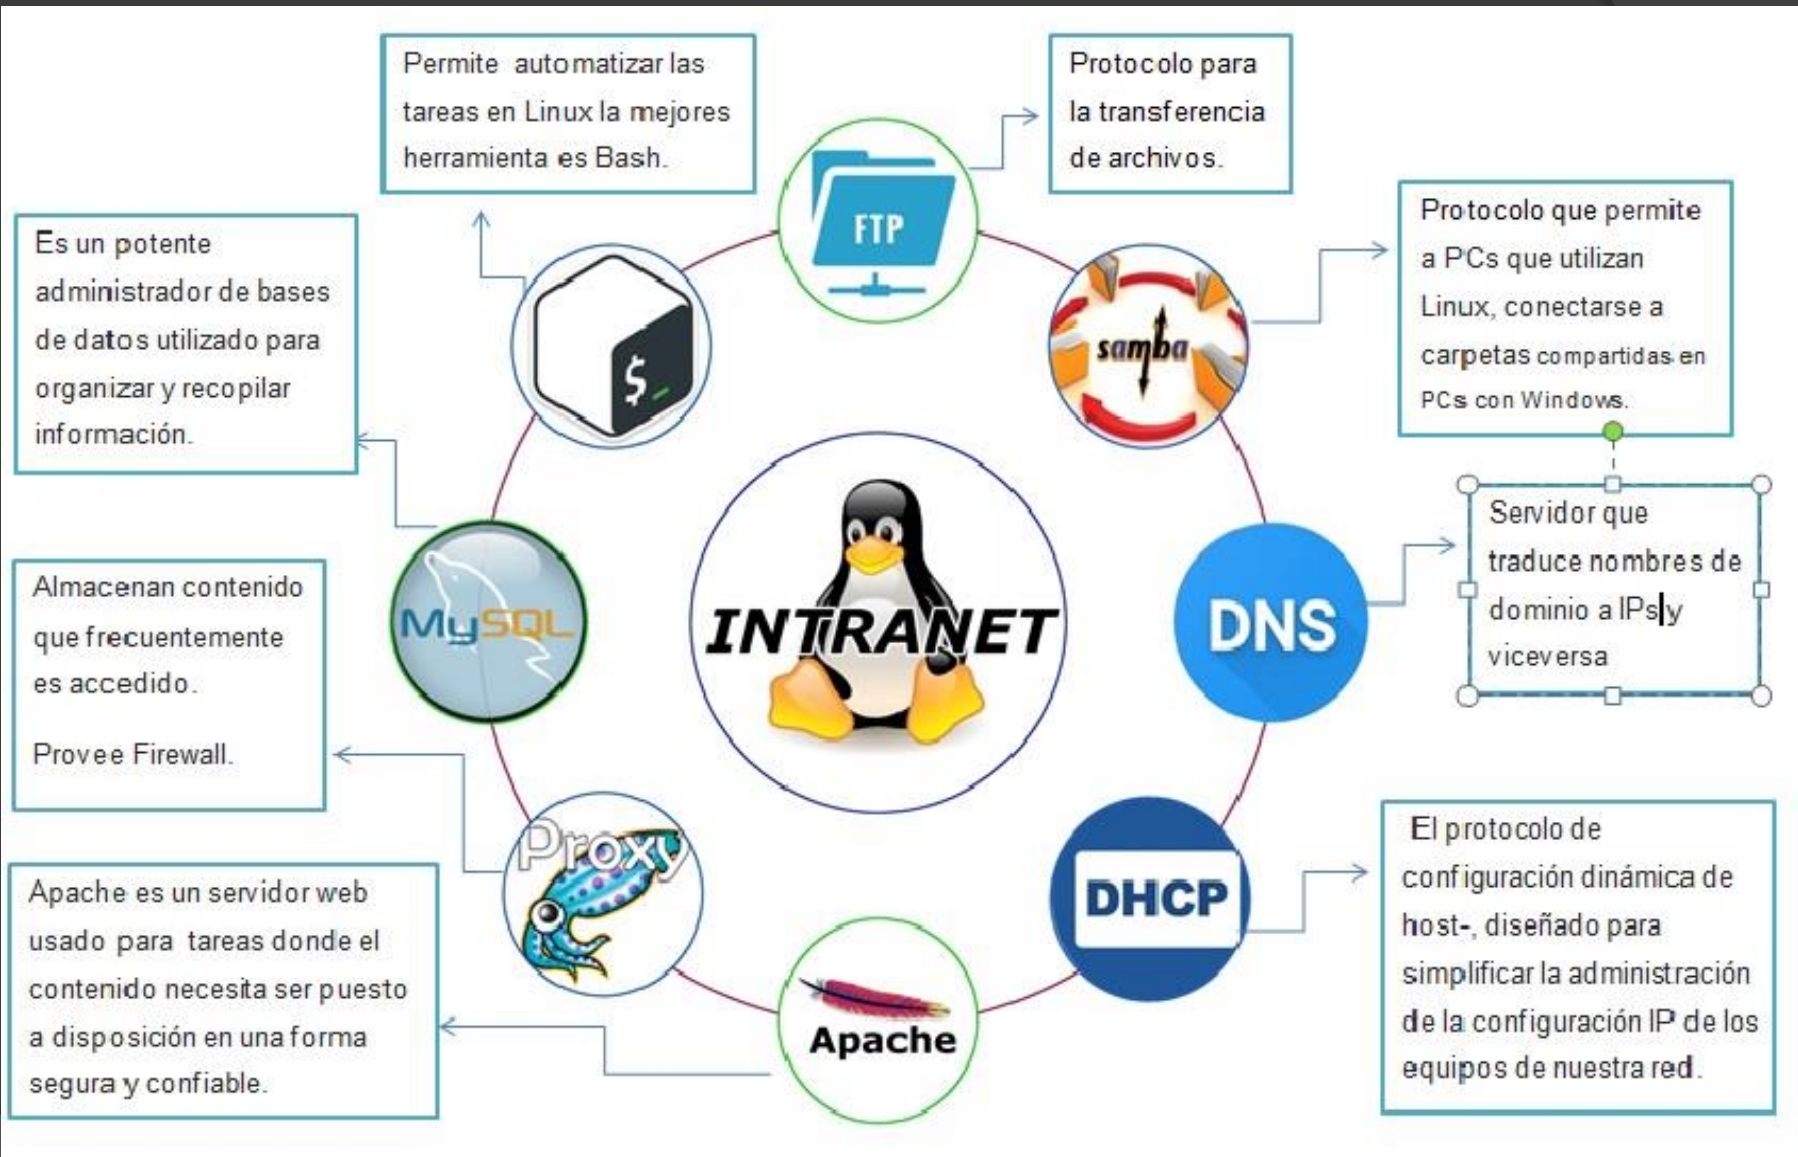 Permite automatizar las
tareas en Linux la mejores
herramienta es Bash.
Protocolo para
la transferencia
de archivos.
FTP
Protocolo que permite
a PCs que utilizan
Linux, conectarse a
carpetas compartidas en
PCs con Windows.
samba
Es un potente
administrador de bases
de datos utilizado para
organizar y recopilar
información.
$_
MySQL
INTRANET
DNS
Servidor que
traduce nombres de
dominio a IPs y
viceversa
Almacenan contenido
que frecuentemente
es accedido.
Provee Firewall.
Proxy
DHCP
El protocolo de
configuración dinámica de
host-, diseñado para
simplificar la administración
de la configuración IP de los
equipos de nuestra red.
Apache es un servidor web
usado para tareas donde el
contenido necesita ser puesto
a disposición en una forma
segura y confiable.
Apache